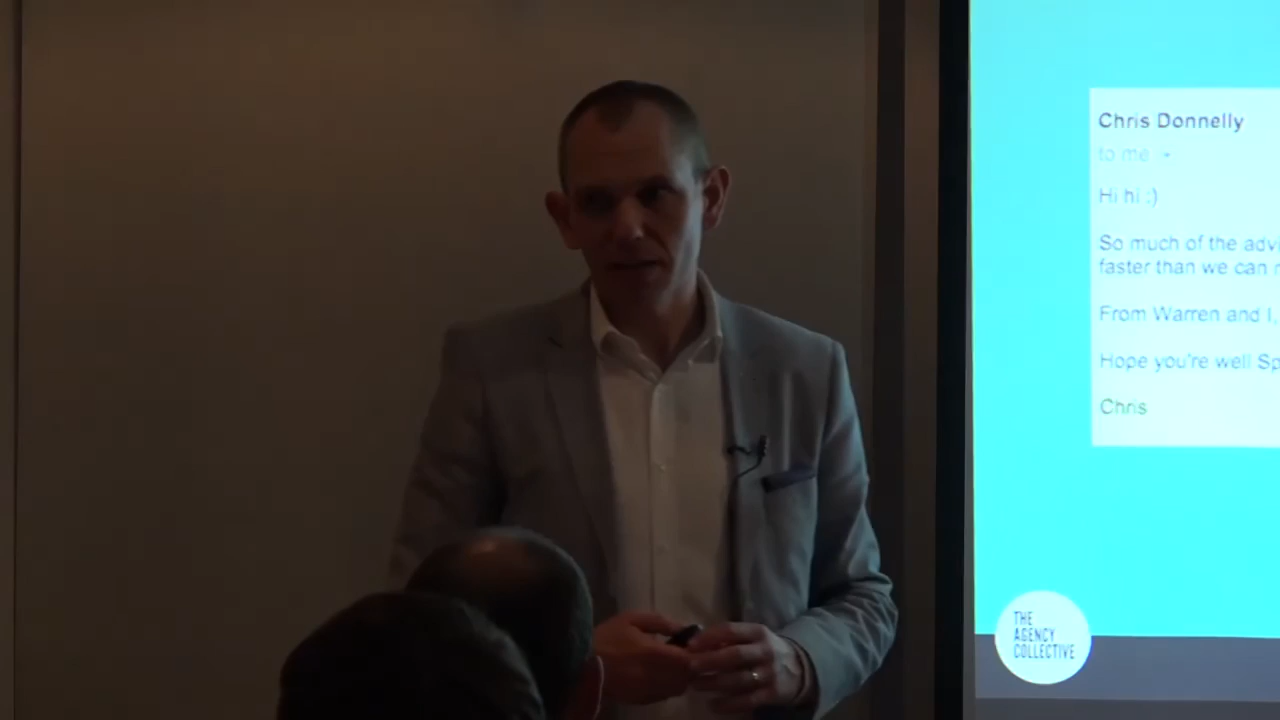 Chris Donnelly
to me
Hi hi :)
So much of the
faster than we can
From Warren and I,
Hope you're well
Chris
THE
AGENCY
COLLECTIVE